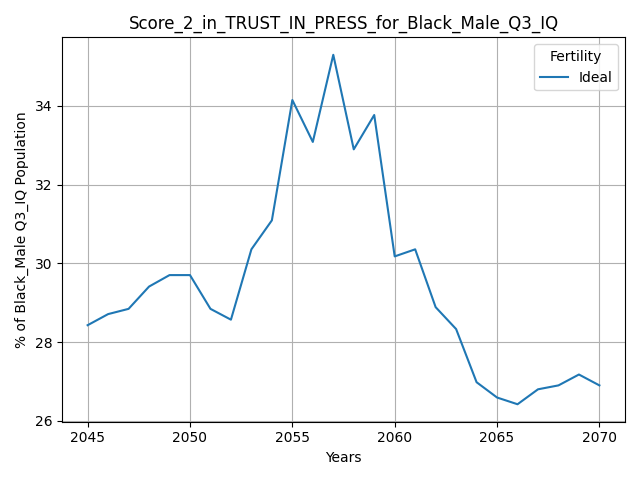 Score_2_in_TRUST_IN_PRESS_for_Black_Male_Q3_IQ
Fertility
Ideal
% of Black_Male Q3_IQ Population
34
32
30
28
26
2045
2050
2055
2060
2065
2070
Years